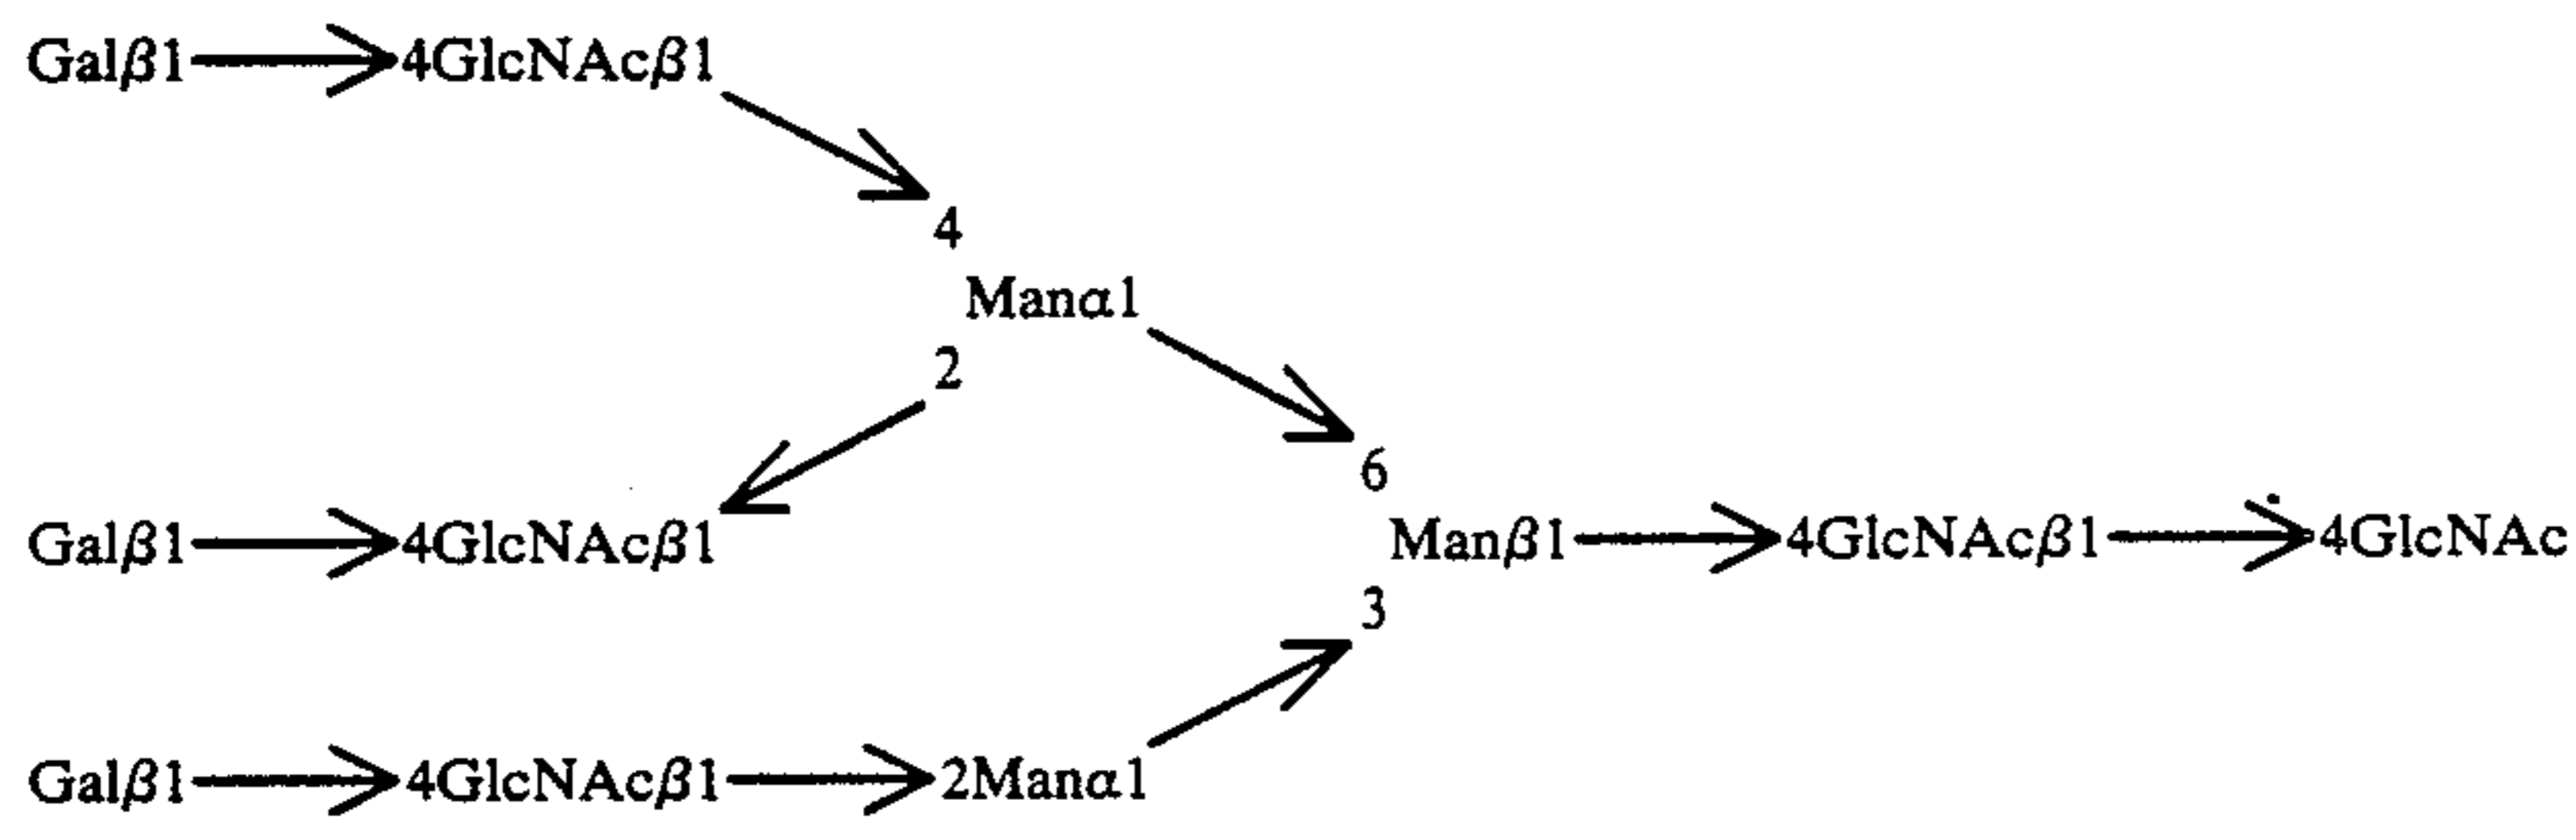 Galβ1 → 4GlcNAcβ1
4
Manα1
2
6
Galβ1 → 4GlcNAcβ1
Manβ1 → 4GlcNAcβ1 → 4GlcNAc
3
Galβ1 → 4GlcNAcβ1 → 2Manα1